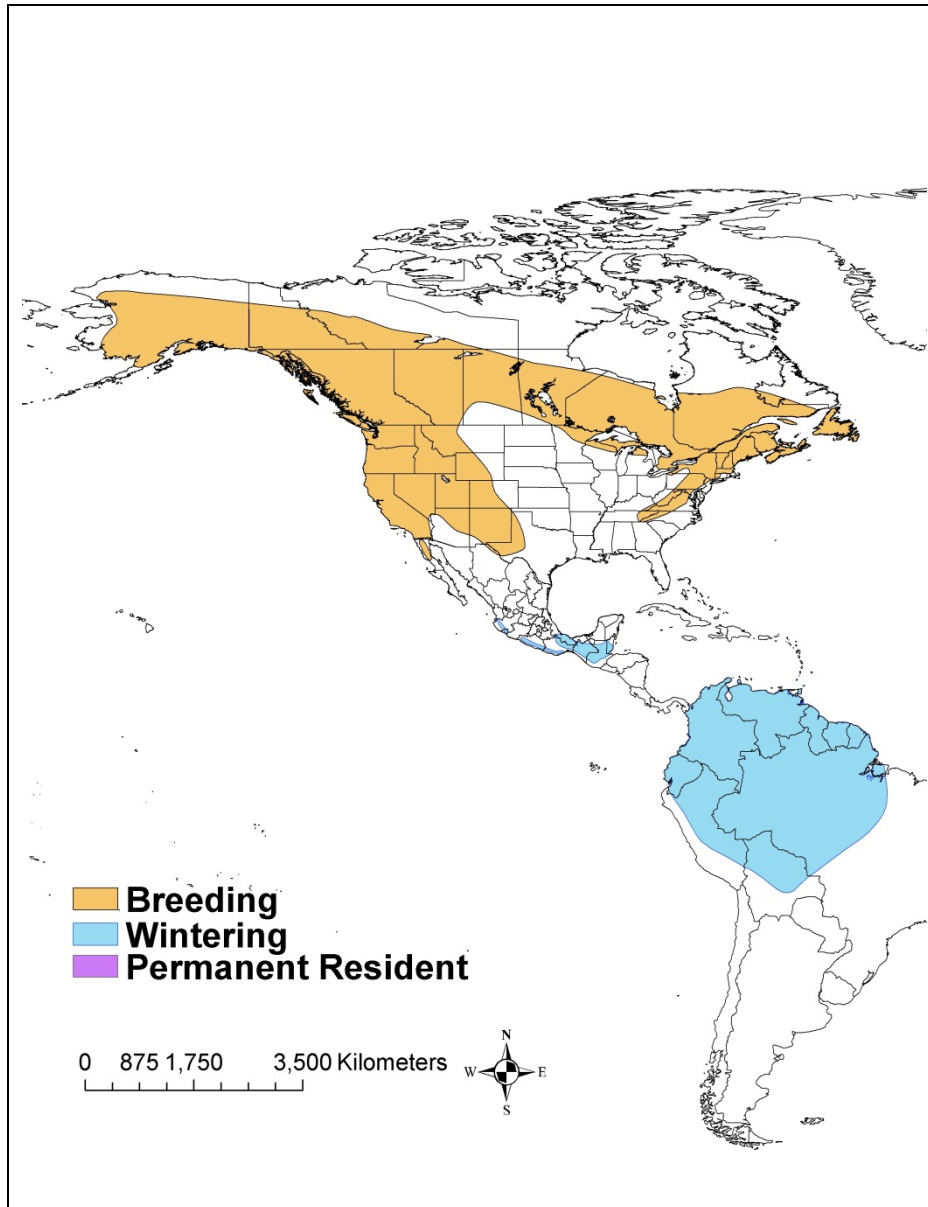 Breeding
Wintering
Permanent Resident
0 875 1,750 3,500 Kilometers
N
W E
S